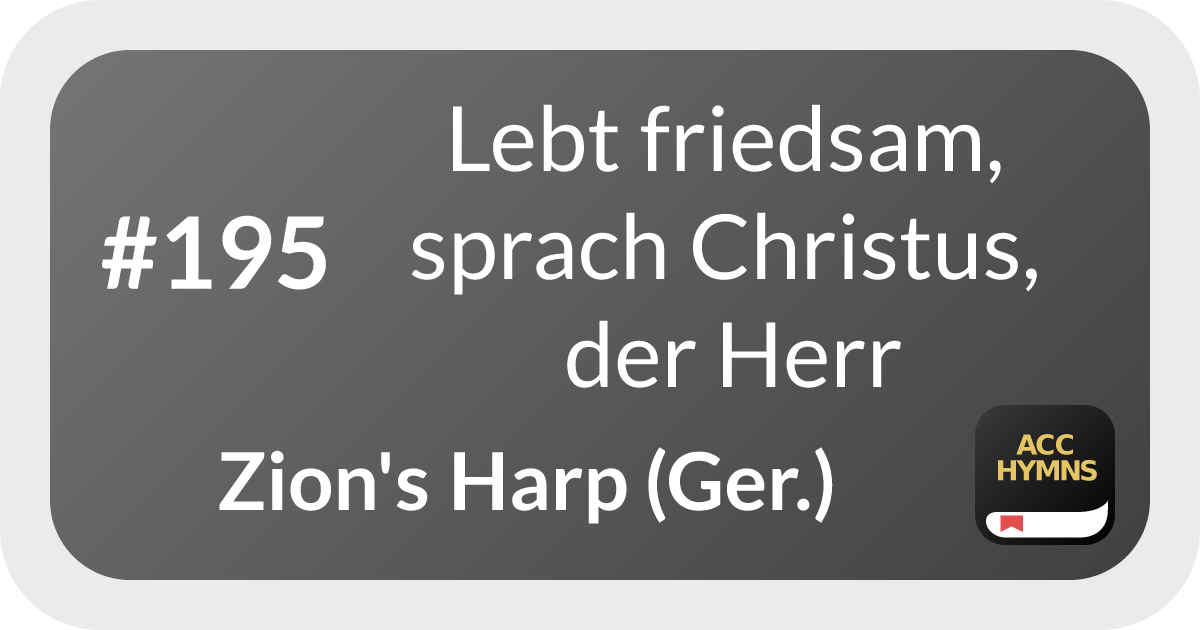 #195
Lebt friedsam,
sprach Christus,
der Herr
Zion's Harp (Ger.)
ACC
HYMNS